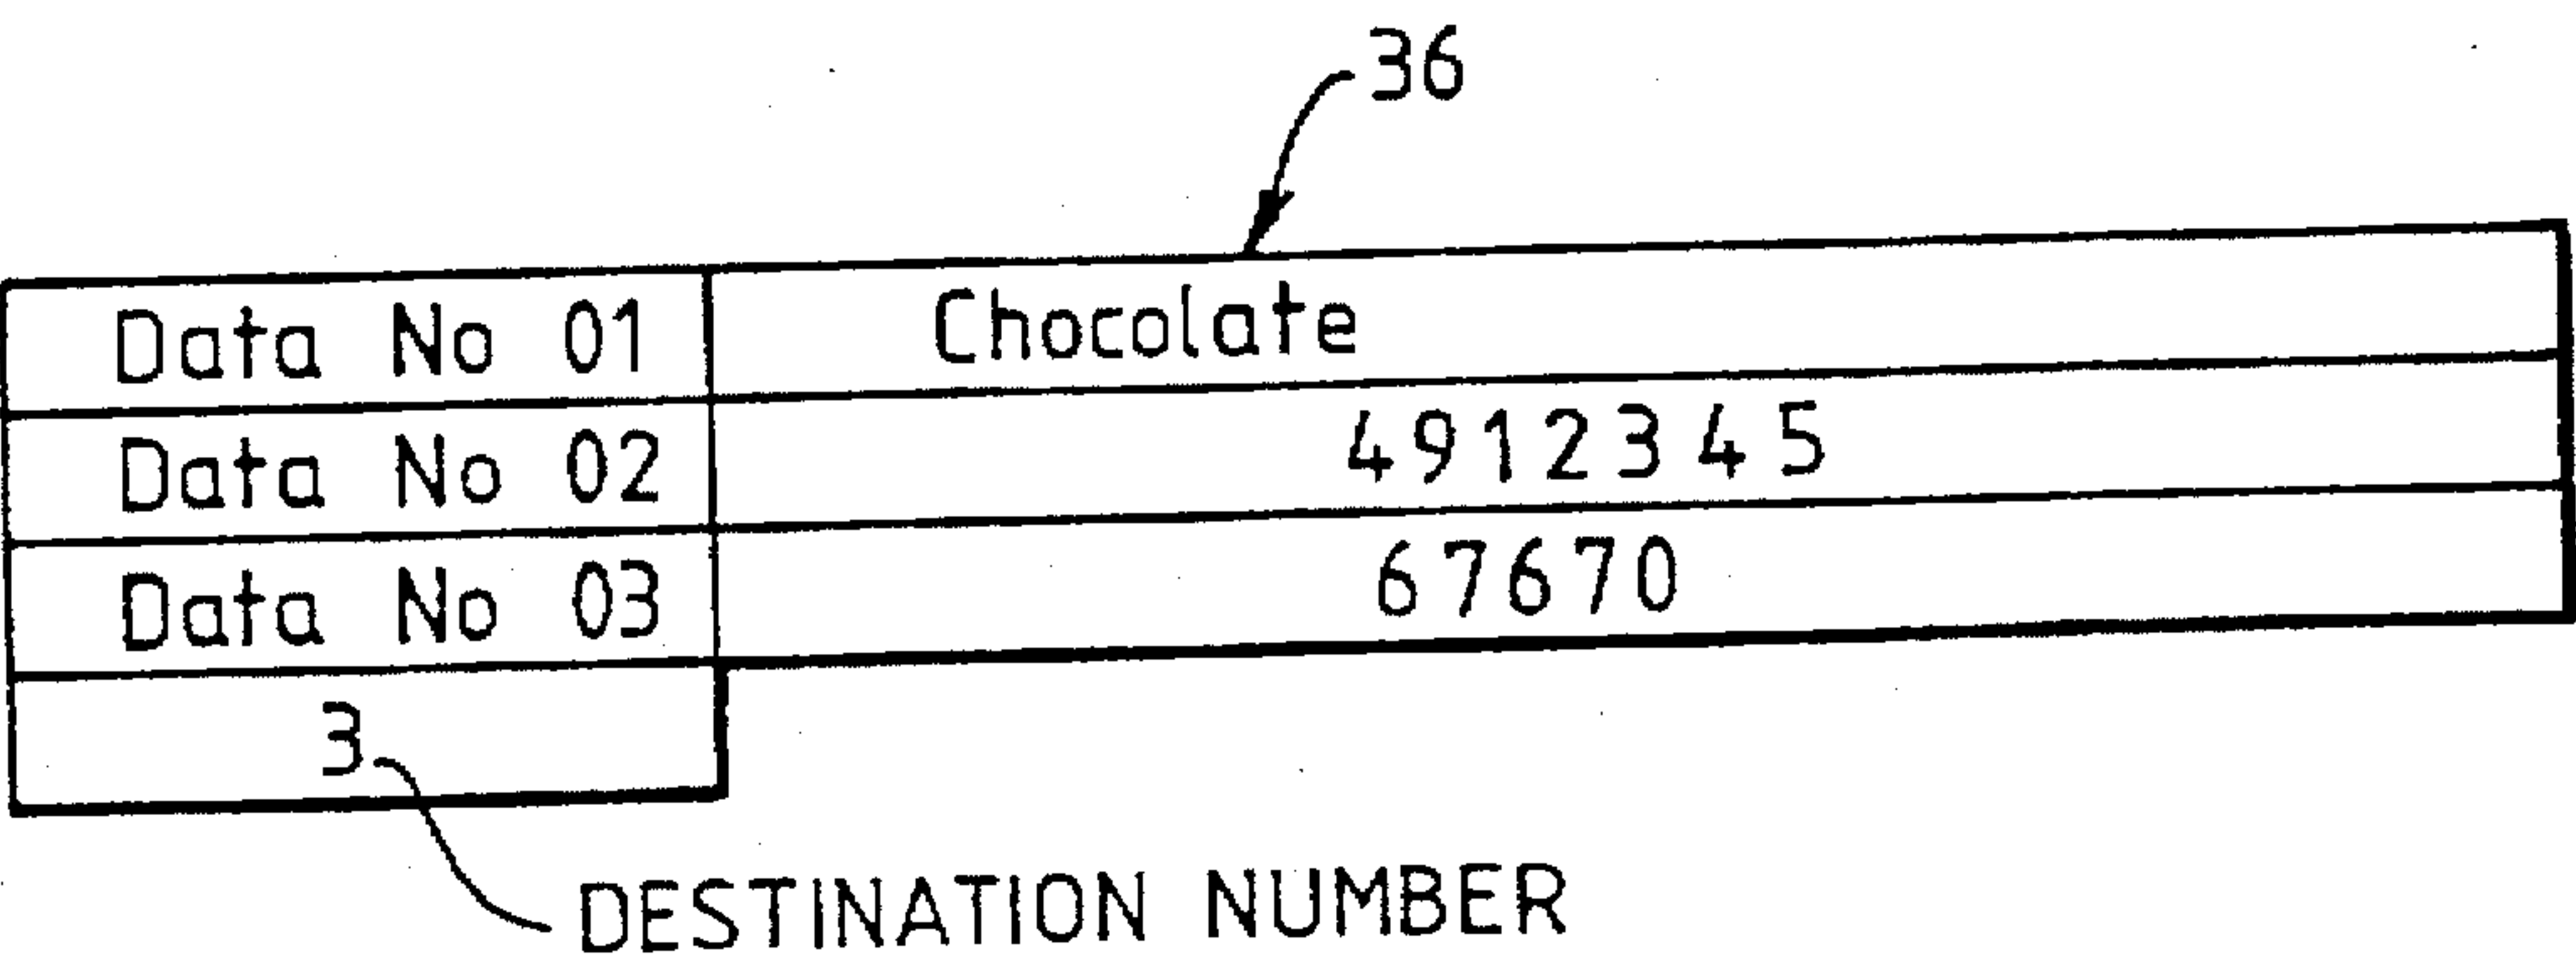 36
Data No 01 Chocolate
Data No 02 4912345
Data No 03 67670
3
DESTINATION NUMBER